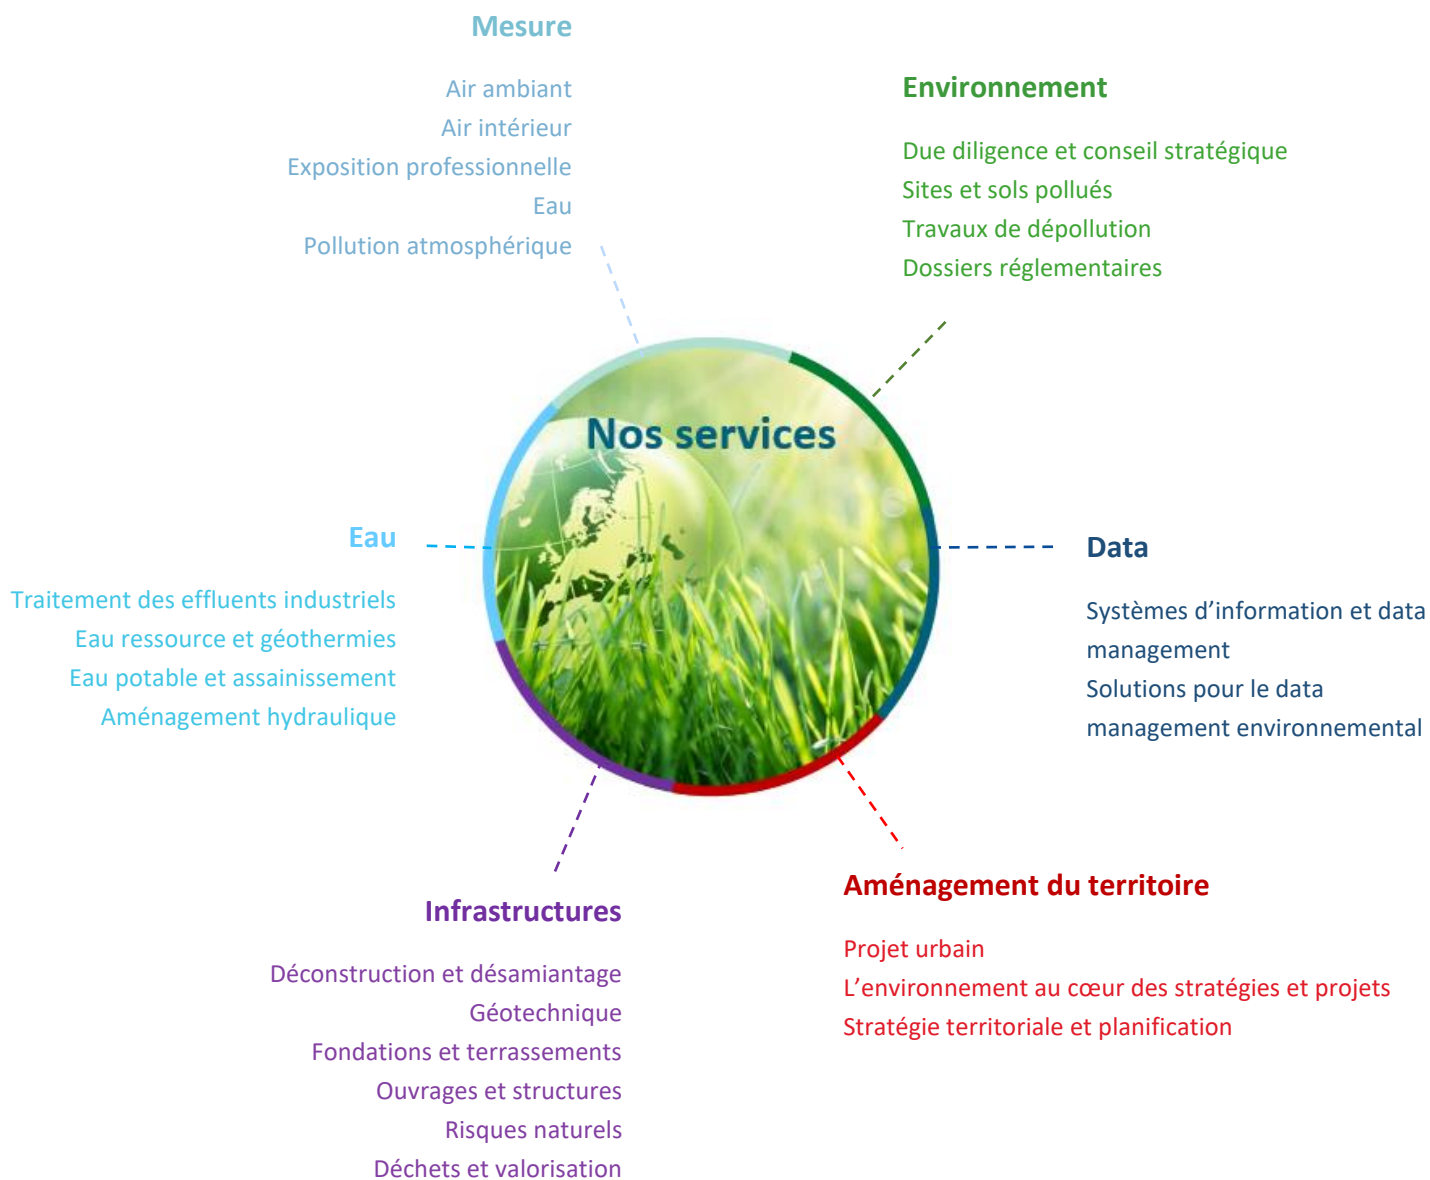 Mesure
Air ambiant
Air intérieur
Exposition professionnelle
Eau
Pollution atmosphérique
Environnement
Due diligence et conseil stratégique
Sites et sols pollués
Travaux de dépollution
Dossiers réglementaires
Nos services
Eau
Traitement des effluents industriels
Eau ressource et géothermies
Eau potable et assainissement
Aménagement hydraulique
Data
Systèmes d’information et data
management
Solutions pour le data
management environnemental
Infrastructures
Déconstruction et désamiantage
Géotechnique
Fondations et terrassements
Ouvrages et structures
Risques naturels
Déchets et valorisation
Aménagement du territoire
Projet urbain
L’environnement au cœur des stratégies et projets
Stratégie territoriale et planification